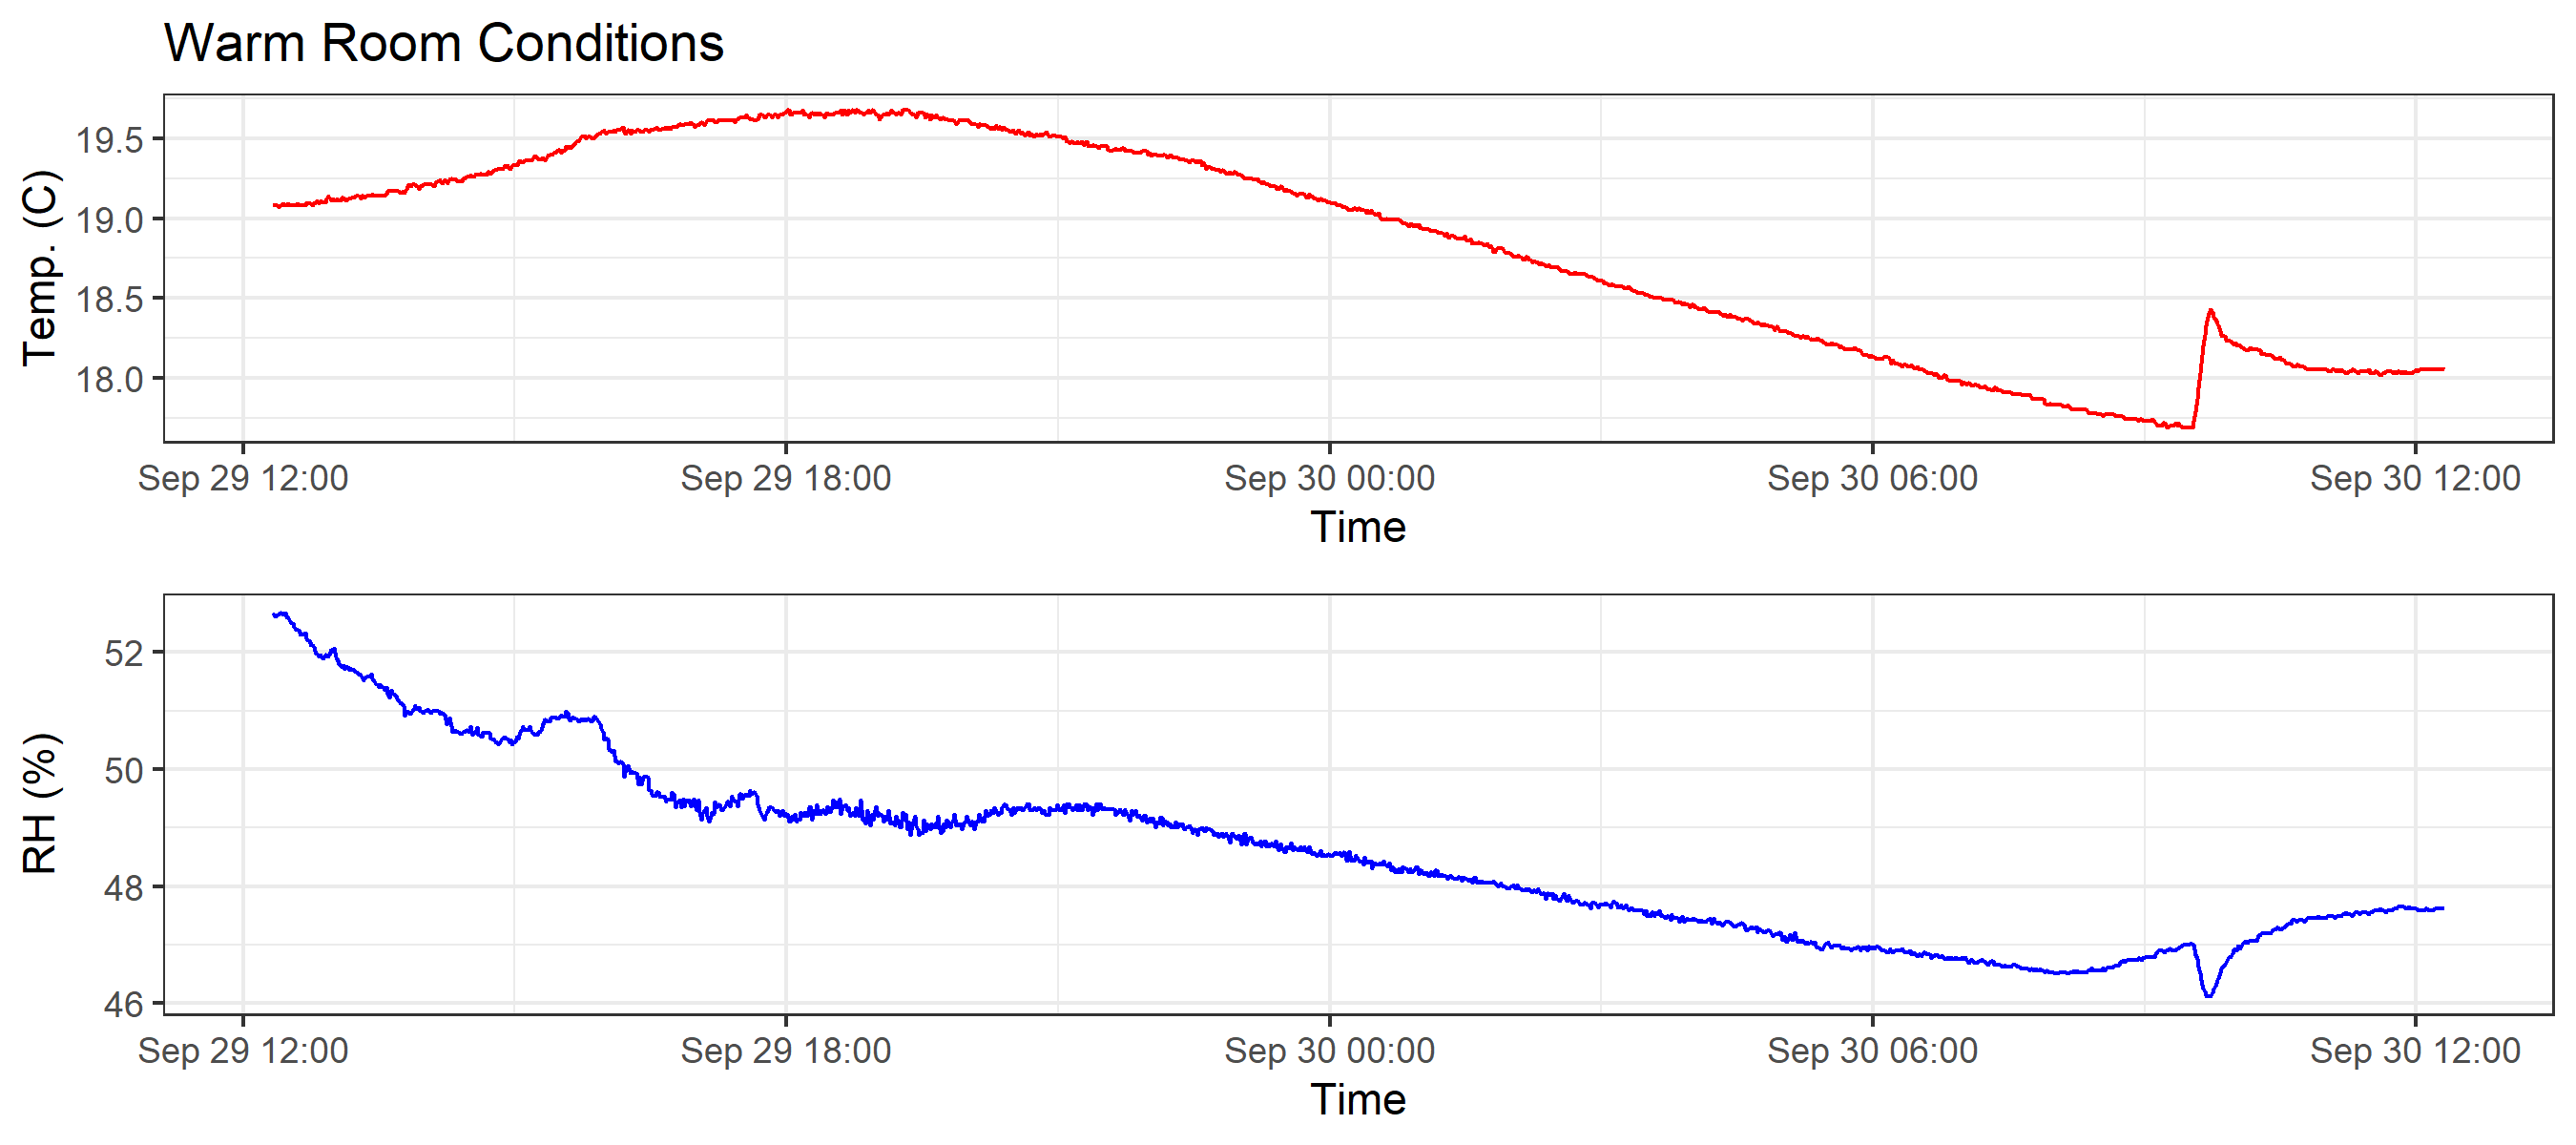 Warm Room Conditions
Temp. (C)
19.5
19.0
18.5
18.0
Sep 29 12:00 Sep 29 18:00 Sep 30 00:00 Sep 30 06:00 Sep 30 12:00
Time
RH (%)
52
50
48
46
Sep 29 12:00 Sep 29 18:00 Sep 30 00:00 Sep 30 06:00 Sep 30 12:00
Time